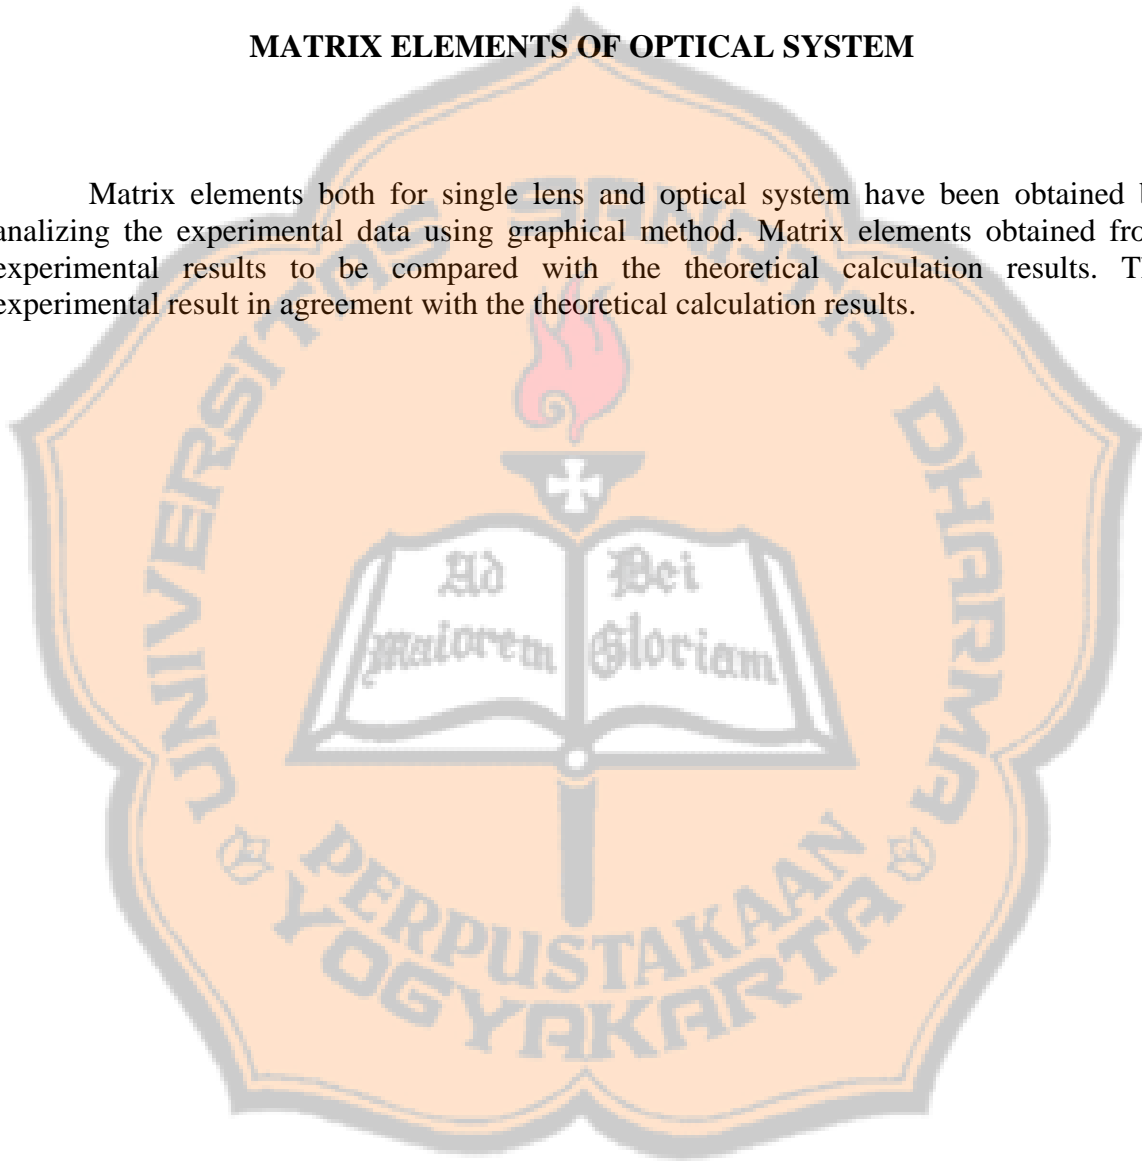 MATRIX ELEMENTS OF OPTICAL SYSTEM
Matrix elements both for single lens and optical system have been obtained
analizing the experimental data using graphical method. Matrix elements obtained
experimental results to be compared with the theoretical calculation results.
experimental result in agreement with the theoretical calculation results.
UNIVERSITAS SANATA DHARMA
Ad Dei
maiorem Gloriam
PERPUSTAKAAN
YOGYAKARTA